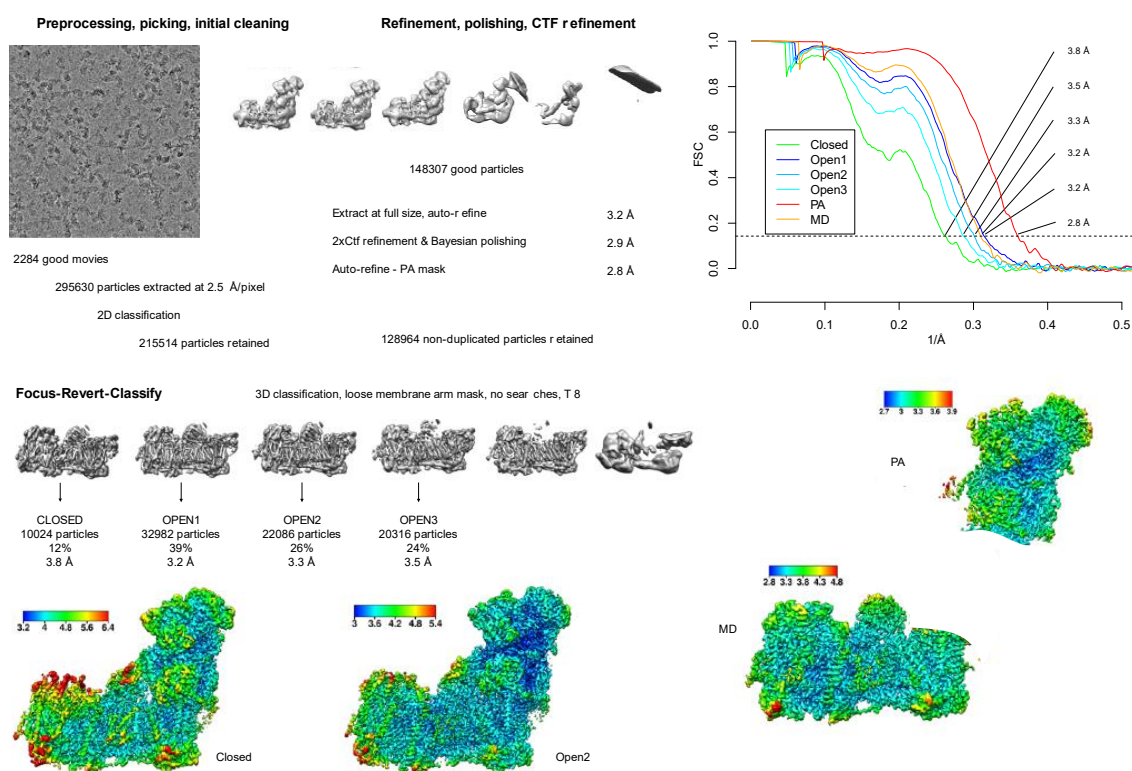 Preprocessing, picking, initial cleaning
2284 good movies
295630 particles extracted at 2.5 Å/pixel
2D classification
215514 particles retained
Refinement, polishing, CTF refinement
148307 good particles
Extract at full size, auto-refine 3.2 Å
2xCtf refinement & Bayesian polishing 2.9 Å
Auto-refine - PA mask 2.8 Å
128964 non-duplicated particles retained
FSC
1.0
0.8
0.6
0.4
0.2
0.0
Closed
Open1
Open2
Open3
PA
MD
3.8 Å
3.5 Å
3.3 Å
3.2 Å
3.2 Å
2.8 Å
0.0 0.1 0.2 0.3 0.4 0.5
1/Å
Focus-Revert-Classify
3D classification, loose membrane arm mask, no searches, T 8
CLOSED
10024 particles
12%
3.8 Å
OPEN1
32982 particles
39%
3.2 Å
OPEN2
22086 particles
26%
3.3 Å
OPEN3
20316 particles
24%
3.5 Å
3.2 4 4.8 5.6 6.4
Closed
3 3.6 4.2 4.8 5.4
Open2
2.7 3 3.3 3.6 3.9
PA
2.8 3.3 3.8 4.3 4.8
MD